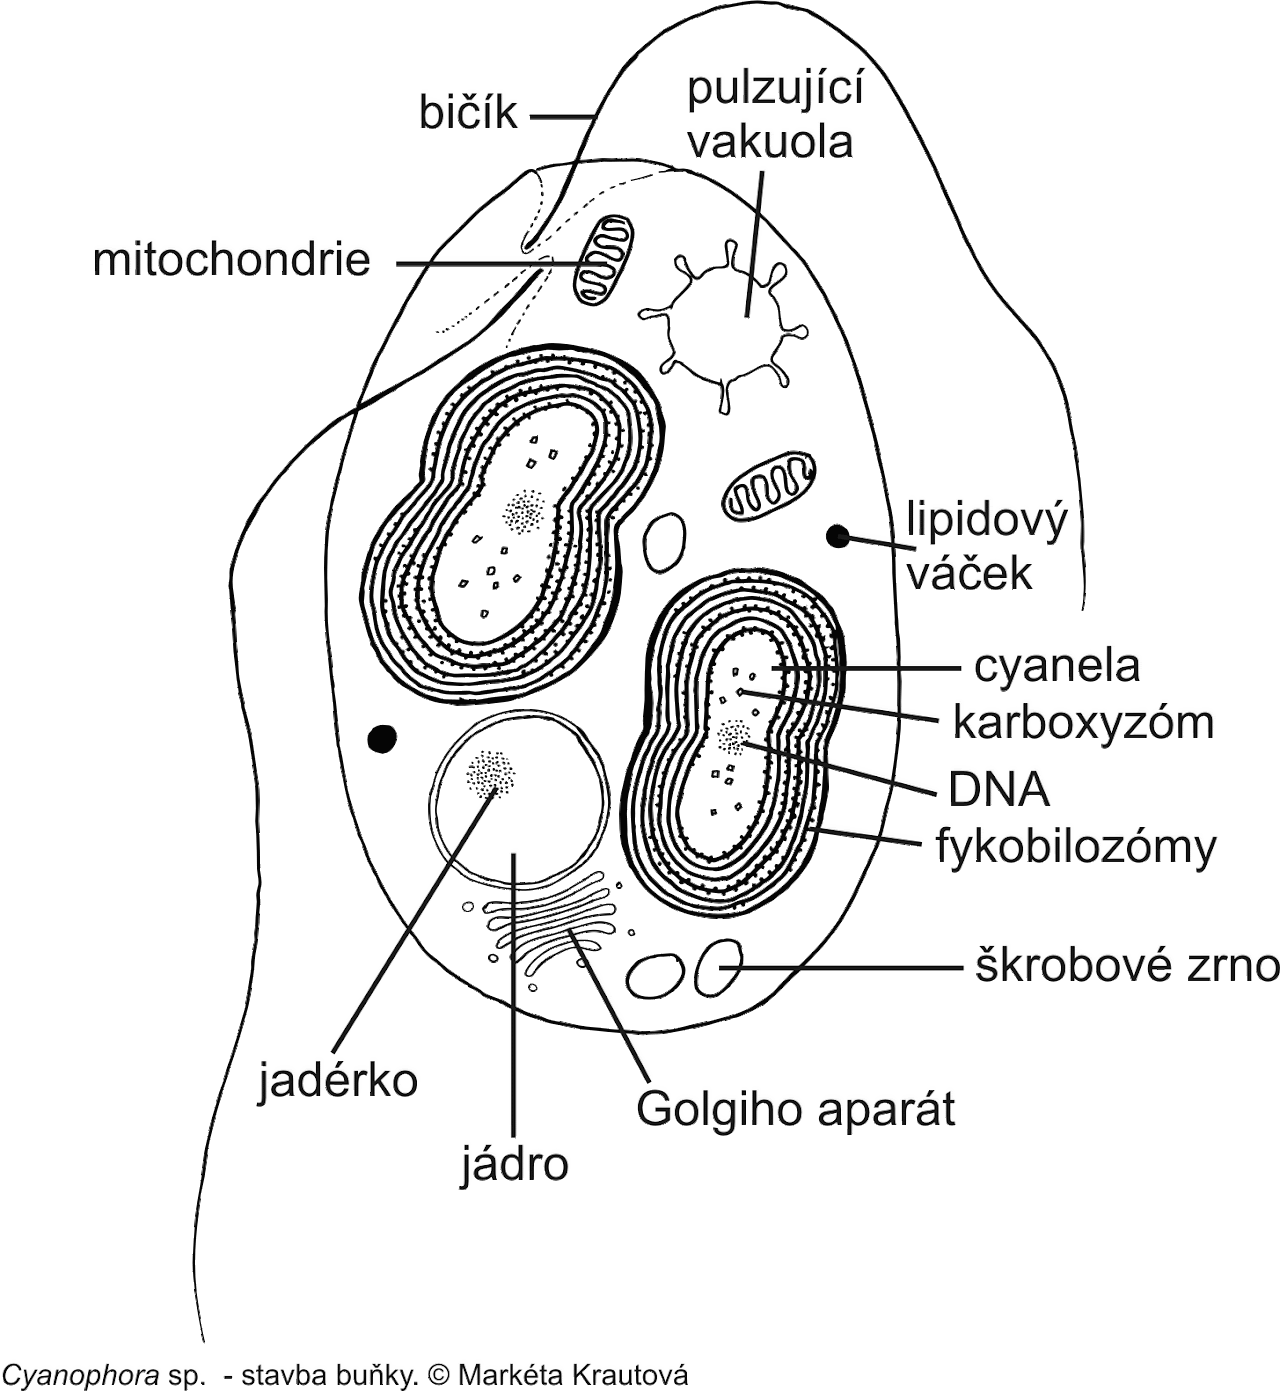 bičík
pulzující
vakuola
mitochondrie
lipidový
váček
cyanela
karboxyzóm
DNA
fykobilozómy
škrobové zrno
jadérko
Golgiho aparát
jádro
Cyanophora sp. - stavba buňky. © Markéta Krautová